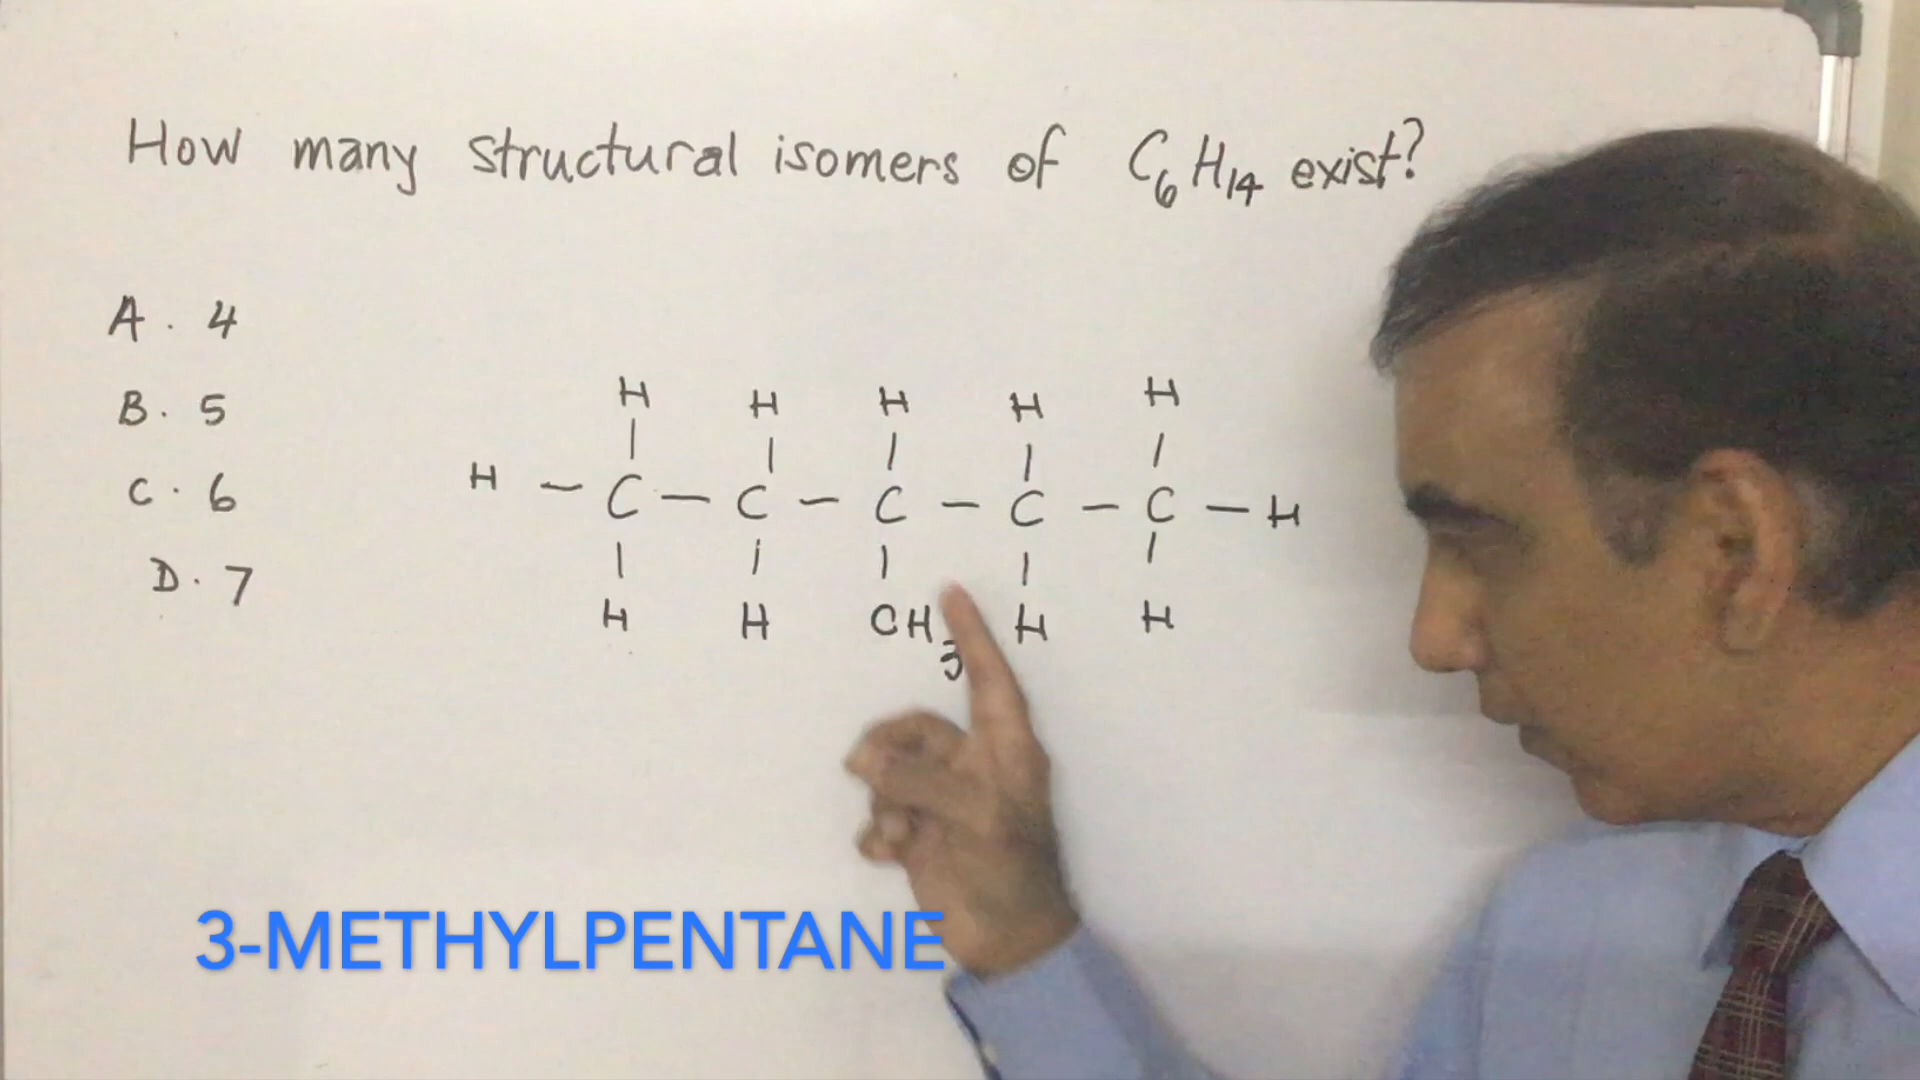 How many structural isomers of C₆H₁₄ exist?
A. 4
B. 5
C. 6
D. 7
H H H H H
| | | | |
H – C – C – C – C – C – H
| | | | |
H H CH₃ H H
3-METHYLPENTANE